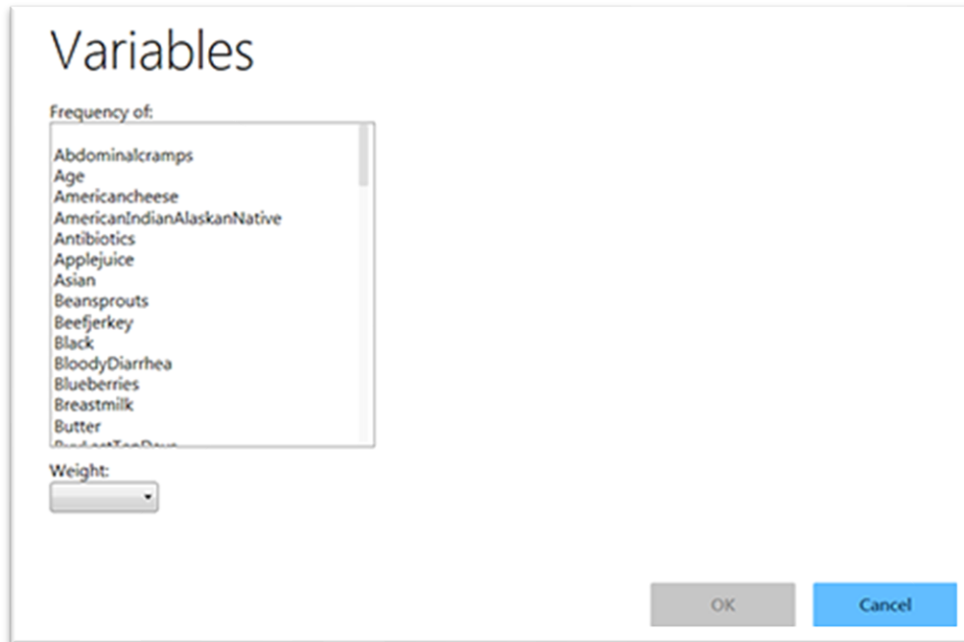 Variables
Frequency of:
Abdominalcramps
Age
Americancheese
AmericanIndianAlaskanNative
Antibiotics
Applejuice
Asian
Beansprouts
Beefjerkey
Black
BloodyDiarrhea
Blueberries
Breastmilk
Butter
Weight:
OK
Cancel